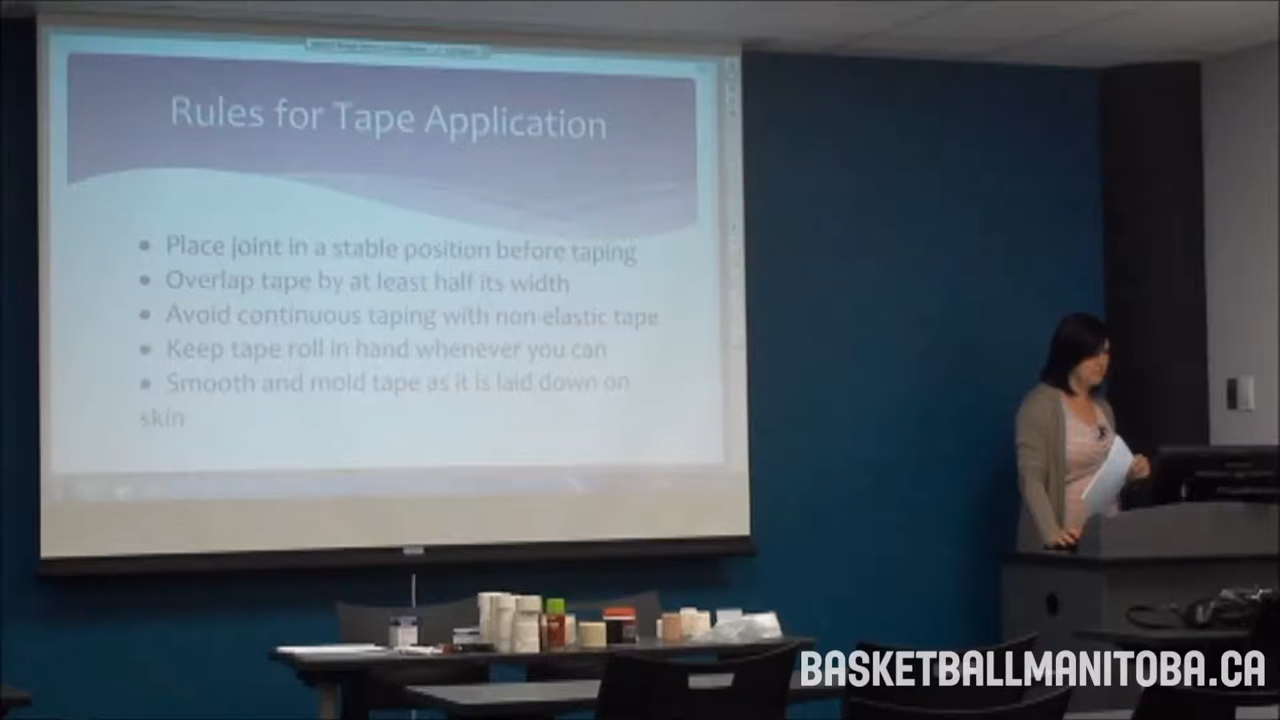 Rules for Tape Application
• Place joint in a stable position before taping
• Overlap tape by at least half its width
• Avoid continuous taping with non-elastic tape
• Keep tape roll in hand whenever you can
• Smooth and mold tape as it is laid down on
skin
BASKETBALLMANITOBA.CA